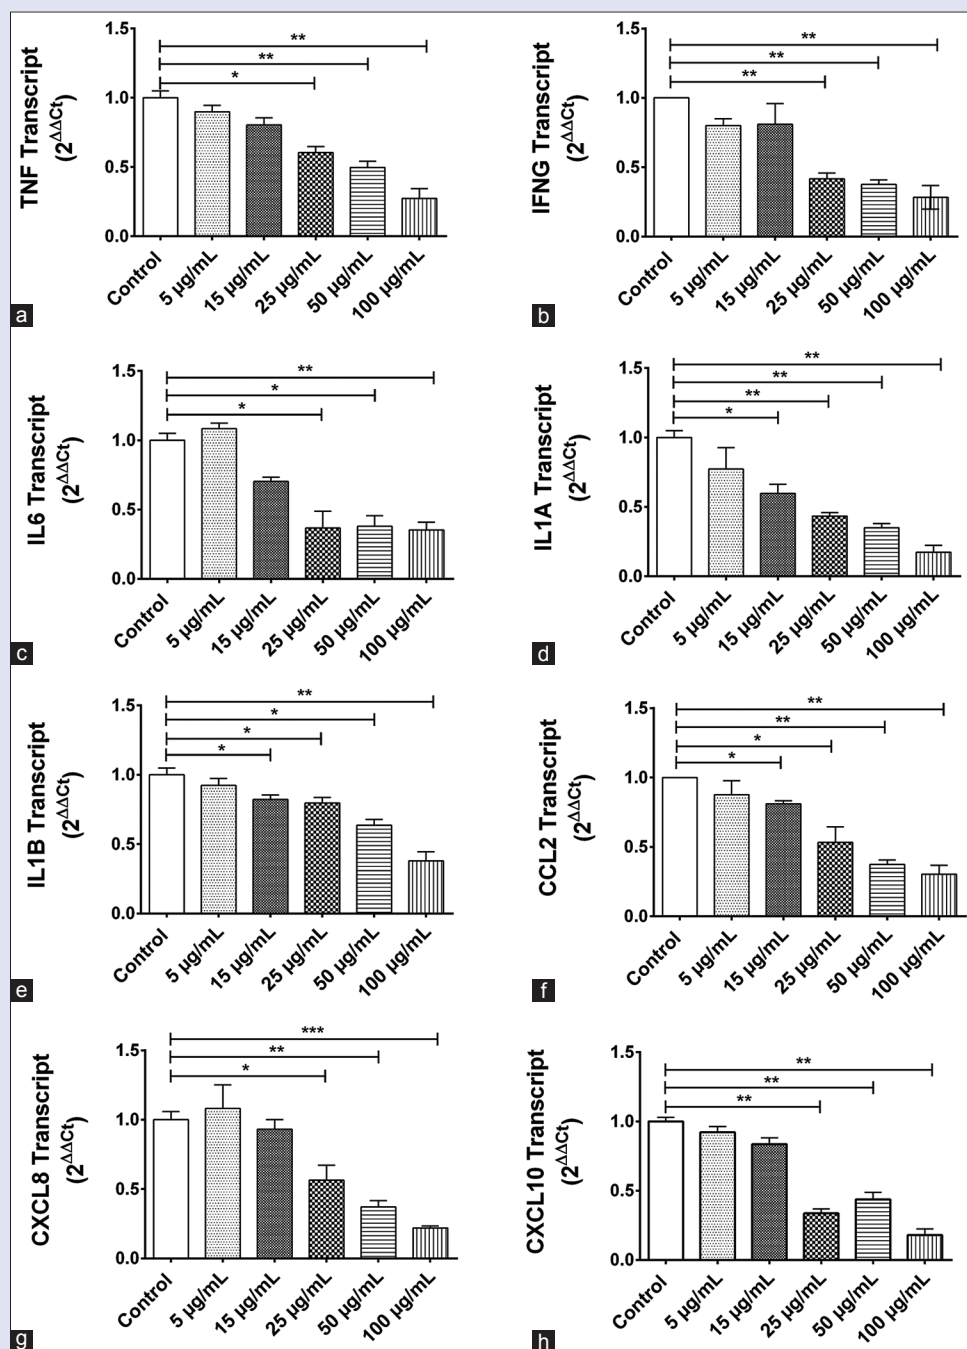 TNF Transcript
(2^ΔΔCt)
1.5
1.0
0.5
0.0
**
**
*
Control
5 µg/mL
15 µg/mL
25 µg/mL
50 µg/mL
100 µg/mL
a
IFNG Transcript
(2^ΔΔCt)
1.5
1.0
0.5
0.0
**
**
**
Control
5 µg/mL
15 µg/mL
25 µg/mL
50 µg/mL
100 µg/mL
b
IL6 Transcript
(2^ΔΔCt)
1.5
1.0
0.5
0.0
**
*
*
Control
5 µg/mL
15 µg/mL
25 µg/mL
50 µg/mL
100 µg/mL
c
IL1A Transcript
(2^ΔΔCt)
1.5
1.0
0.5
0.0
**
**
**
*
Control
5 µg/mL
15 µg/mL
25 µg/mL
50 µg/mL
100 µg/mL
d
IL1B Transcript
(2^ΔΔCt)
1.5
1.0
0.5
0.0
**
*
*
*
Control
5 µg/mL
15 µg/mL
25 µg/mL
50 µg/mL
100 µg/mL
e
CCL2 Transcript
(2^ΔΔCt)
1.5
1.0
0.5
0.0
**
**
*
*
Control
5 µg/mL
15 µg/mL
25 µg/mL
50 µg/mL
100 µg/mL
f
CXCL8 Transcript
(2^ΔΔCt)
1.5
1.0
0.5
0.0
***
**
*
Control
5 µg/mL
15 µg/mL
25 µg/mL
50 µg/mL
100 µg/mL
g
CXCL10 Transcript
(2^ΔΔCt)
1.5
1.0
0.5
0.0
**
**
**
Control
5 µg/mL
15 µg/mL
25 µg/mL
50 µg/mL
100 µg/mL
h